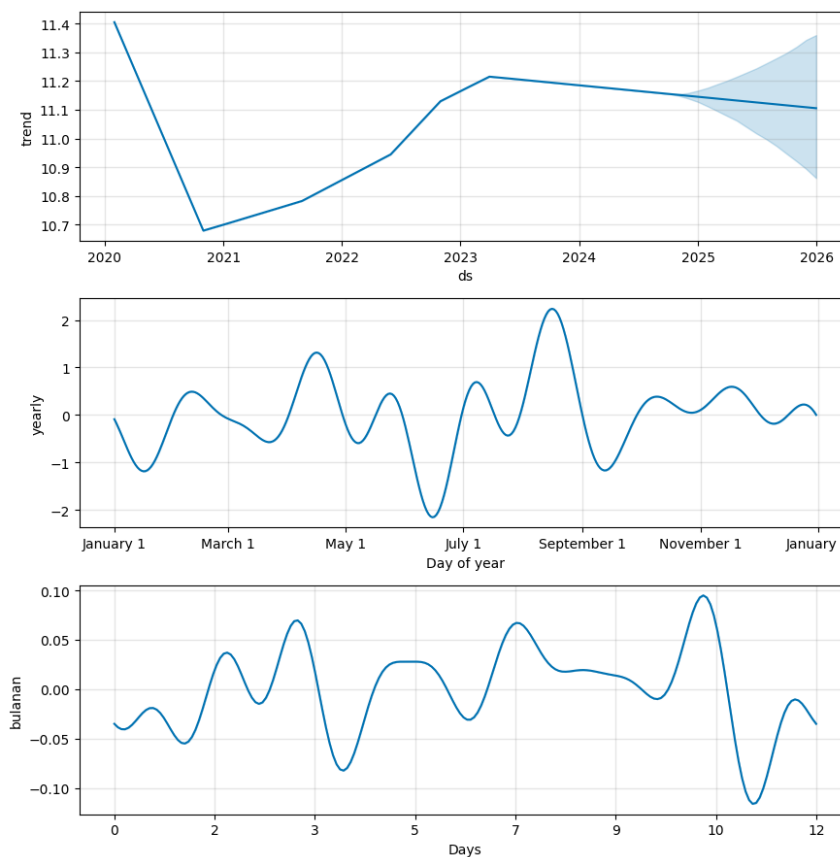 11.4
11.3
11.2
11.1
11.0
10.9
10.8
10.7
trend
2020 2021 2022 2023 2024 2025 2026
ds
2
1
0
−1
−2
yearly
January 1 March 1 May 1 July 1 September 1 November 1 January
Day of year
0.10
0.05
0.00
−0.05
−0.10
bulaman
0 2 3 5 7 9 10 12
Days